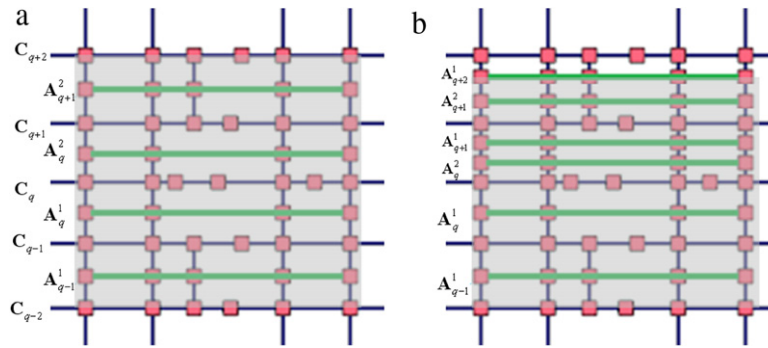 a
C_{q+2}
A^2_{q+1}
C_{q+1}
A^2_q
C_q
A^1_q
C_{q-1}
A^1_{q-1}
C_{q-2}
b
A^1_{q+2}
A^2_{q+1}
A^1_{q+1}
A^2_q
A^1_q
A^1_{q-1}